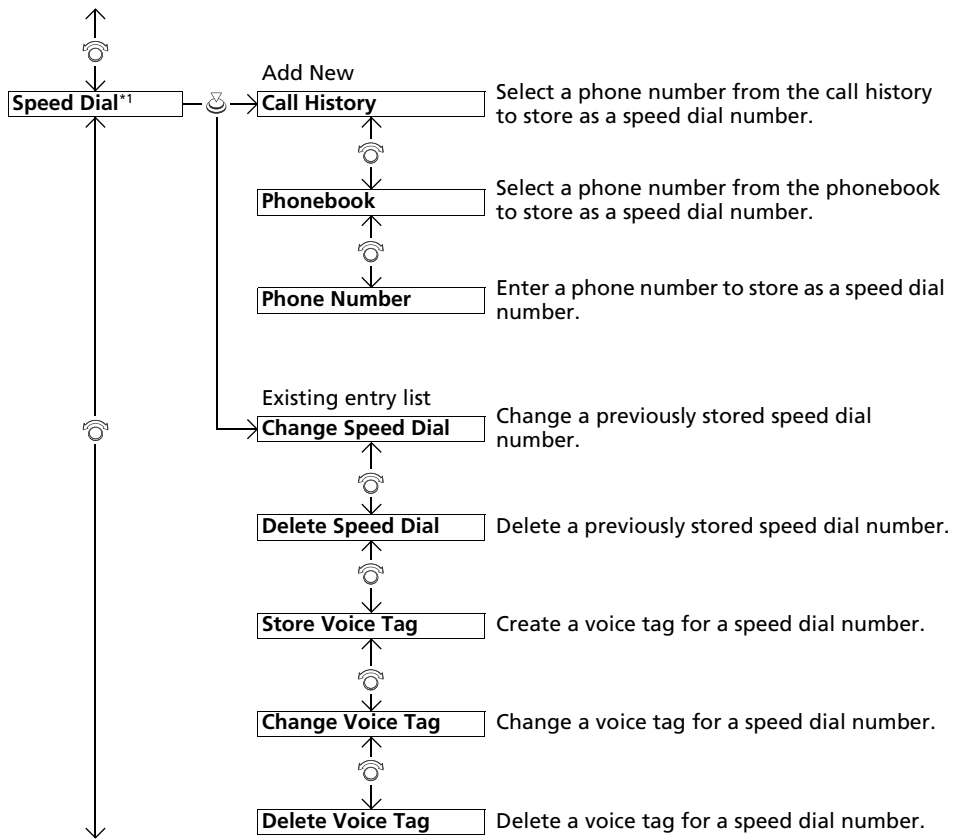 Add New
Speed Dial*1
Call History
Select a phone number from the call history
to store as a speed dial number.
Phonebook
Select a phone number from the phonebook
to store as a speed dial number.
Phone Number
Enter a phone number to store as a speed dial
number.
Existing entry list
Change Speed Dial
Change a previously stored speed dial
number.
Delete Speed Dial
Delete a previously stored speed dial number.
Store Voice Tag
Create a voice tag for a speed dial number.
Change Voice Tag
Change a voice tag for a speed dial number.
Delete Voice Tag
Delete a voice tag for a speed dial number.